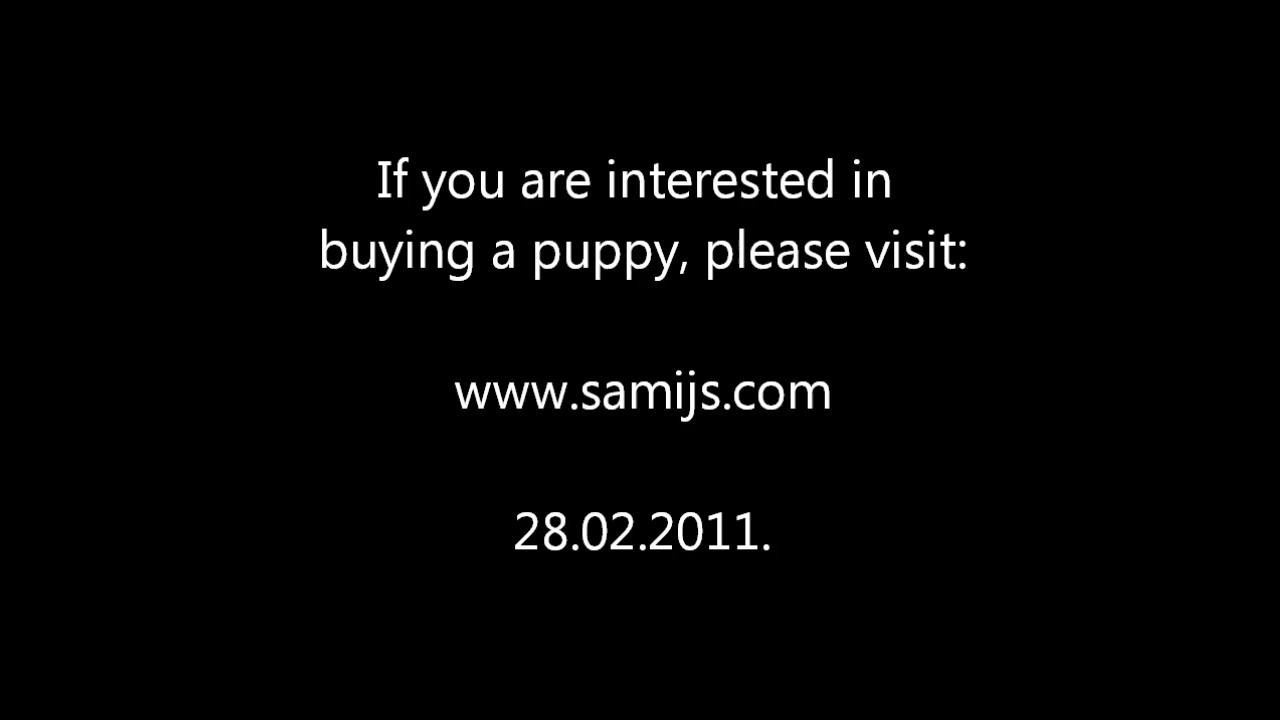 If you are interested in
buying a puppy, please visit:
www.samijs.com
28.02.2011.